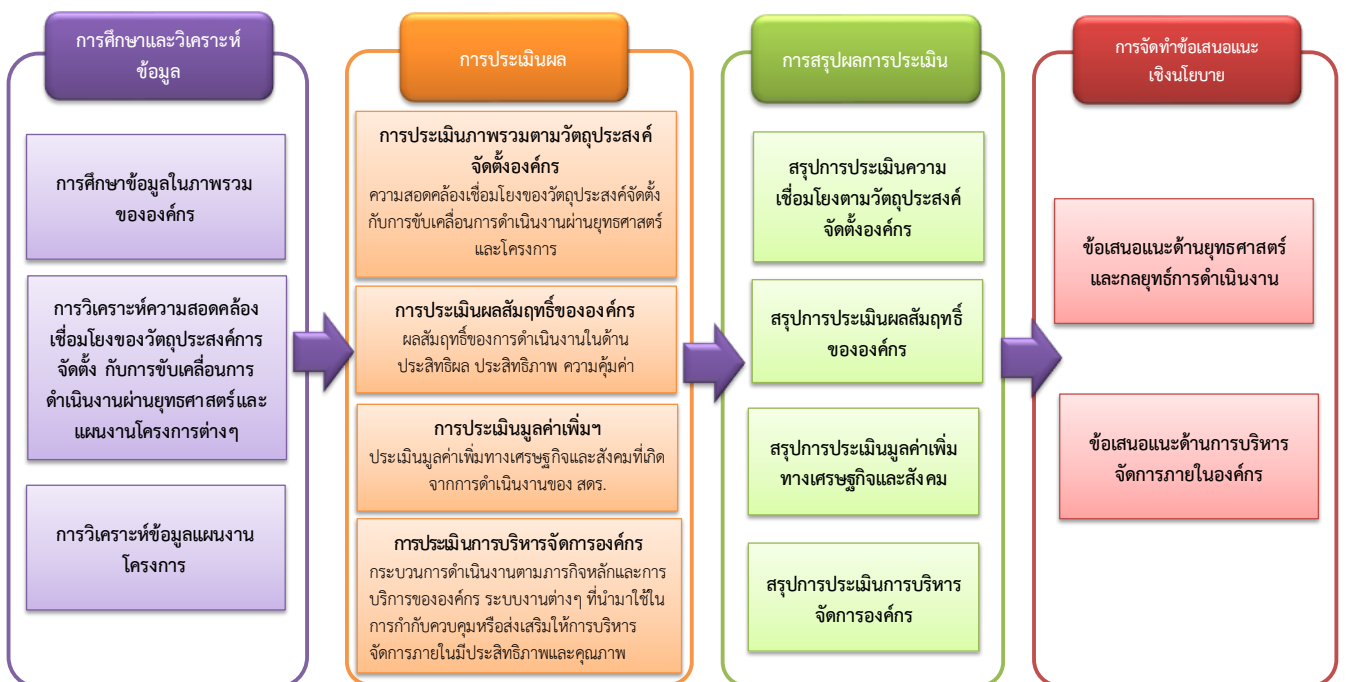 การศึกษาและวิเคราะห์
ข้อมูล
การศึกษาข้อมูลในภาพรวม
ขององค์กร
การวิเคราะห์ความสอดคล้อง
เชื่อมโยงของวัตถุประสงค์การ
จัดตั้ง กับการขับเคลื่อนการ
ดำเนินงานผ่านยุทธศาสตร์และ
แผนงานโครงการต่างๆ
การวิเคราะห์ข้อมูลแผนงาน
โครงการ
การประเมินผล
การประเมินภาพรวมตามวัตถุประสงค์
จัดตั้งองค์กร
ความสอดคล้องเชื่อมโยงของวัตถุประสงค์จัดตั้ง
กับการขับเคลื่อนการดำเนินงานผ่านยุทธศาสตร์
และโครงการ
การประเมินผลสัมฤทธิ์ขององค์กร
ผลสัมฤทธิ์ของการดำเนินงานในด้าน
ประสิทธิผล ประสิทธิภาพ ความคุ้มค่า
การประเมินมูลค่าเพิ่มฯ
ประเมินมูลค่าเพิ่มทางเศรษฐกิจและสังคมที่เกิด
จากการดำเนินงานของ สดร.
การประเมินการบริหารจัดการองค์กร
กระบวนการดำเนินงานตามภารกิจหลักและการ
บริการขององค์กร ระบบงานต่างๆ ที่นำมาใช้ใน
การกำกับควบคุมหรือส่งเสริมให้การบริหาร
จัดการภายในมีประสิทธิภาพและคุณภาพ
การสรุปผลการประเมิน
สรุปการประเมินความ
เชื่อมโยงตามวัตถุประสงค์
จัดตั้งองค์กร
สรุปการประเมินผลสัมฤทธิ์
ขององค์กร
สรุปการประเมินมูลค่าเพิ่ม
ทางเศรษฐกิจและสังคม
สรุปการประเมินการบริหาร
จัดการองค์กร
การจัดทำข้อเสนอแนะ
เชิงนโยบาย
ข้อเสนอแนะด้านยุทธศาสตร์
และกลยุทธ์การดำเนินงาน
ข้อเสนอแนะด้านการบริหาร
จัดการภายในองค์กร